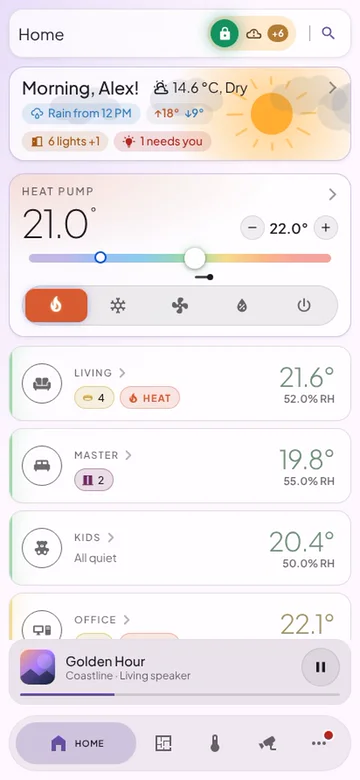 Home
+6
Morning, Alex!
14.6 °C, Dry
Rain from 12 PM
↑18° ↓9°
6 lights +1
1 needs you
HEAT PUMP
21.0°
− 22.0° +
LIVING
21.6°
4
HEAT
52.0% RH
MASTER
19.8°
2
55.0% RH
KIDS
20.4°
All quiet
50.0% RH
OFFICE
22.1°
Golden Hour
Coastline · Living speaker
HOME